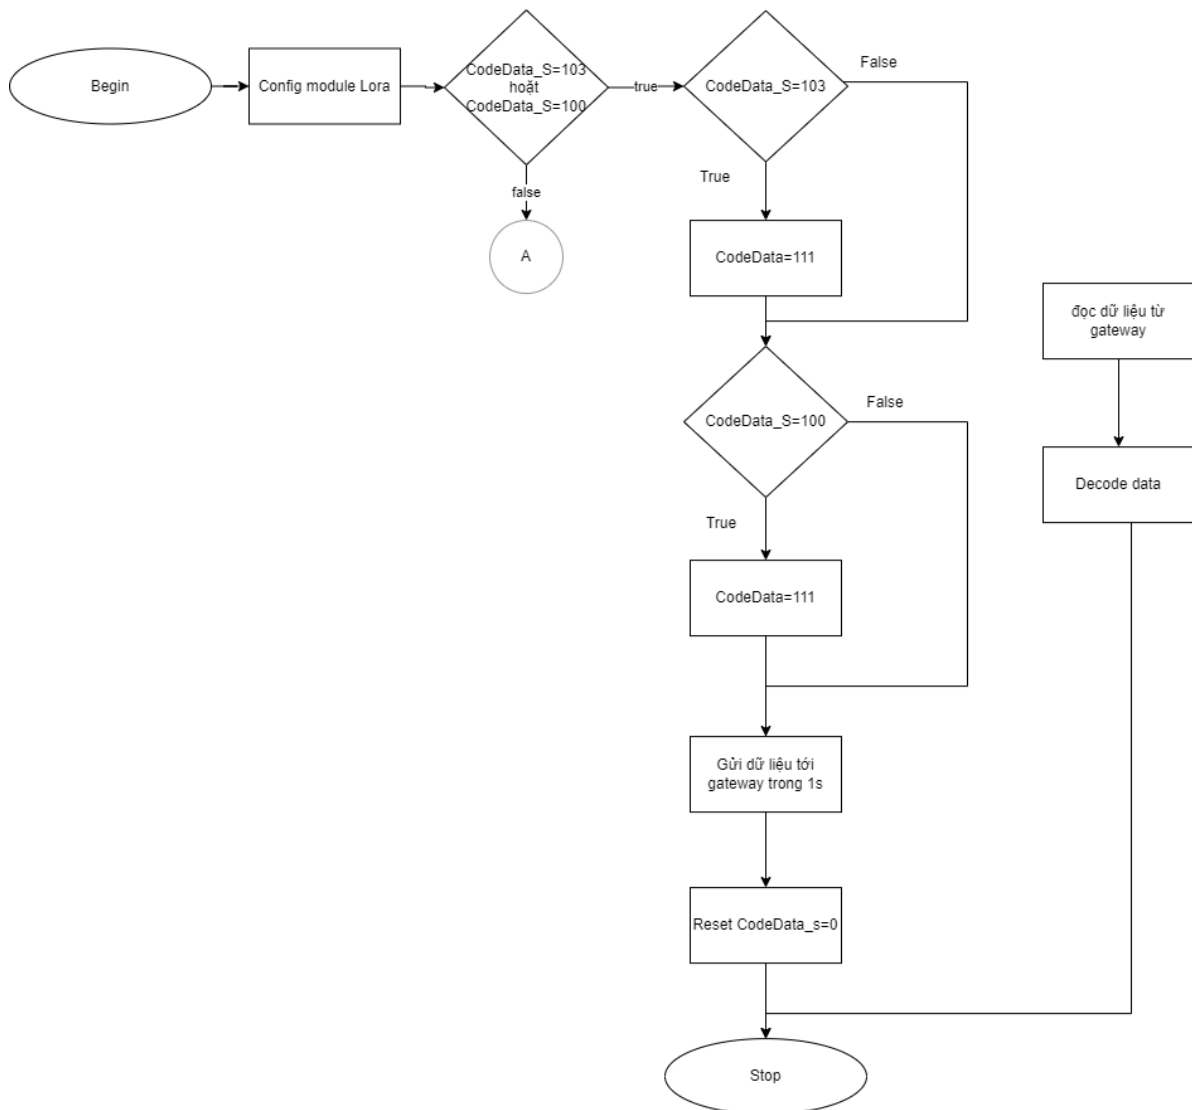 Begin
Config module Lora
CodeData_S=103
hoặt
CodeData_S=100
true
CodeData_S=103
False
false
True
A
CodeData=111
đọc dữ liệu từ
gateway
CodeData_S=100
False
Decode data
True
CodeData=111
Gửi dữ liệu tới
gateway trong 1s
Reset CodeData_s=0
Stop